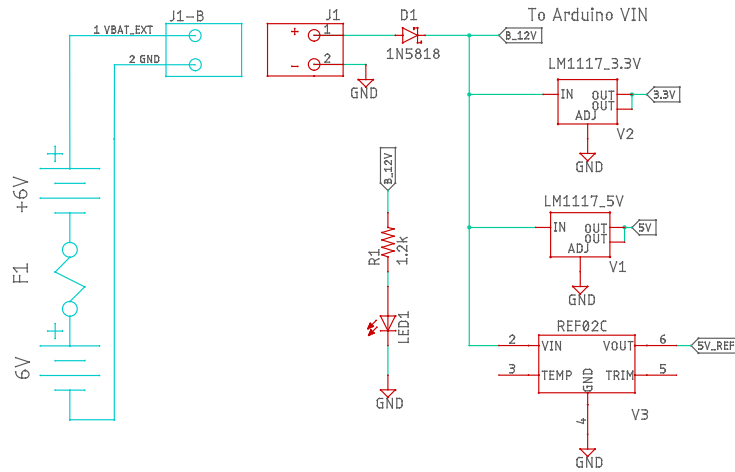 J1-B
J1
D1
To Arduino VIN
1 VBAT_EXT
2 GND
+
1
-
2
1N5818
B_12V
GND
LM1117_3.3V
IN
OUT
OUT
ADJ
3.3V
V2
GND
B_12V
+
+6V
R1
1.2k
LM1117_5V
IN
OUT
OUT
ADJ
5V
V1
GND
F1
+
6V
LED1
GND
REF02C
2
VIN
VOUT
6
5V_REF
3
TEMP
GND
TRIM
5
4
V3
GND